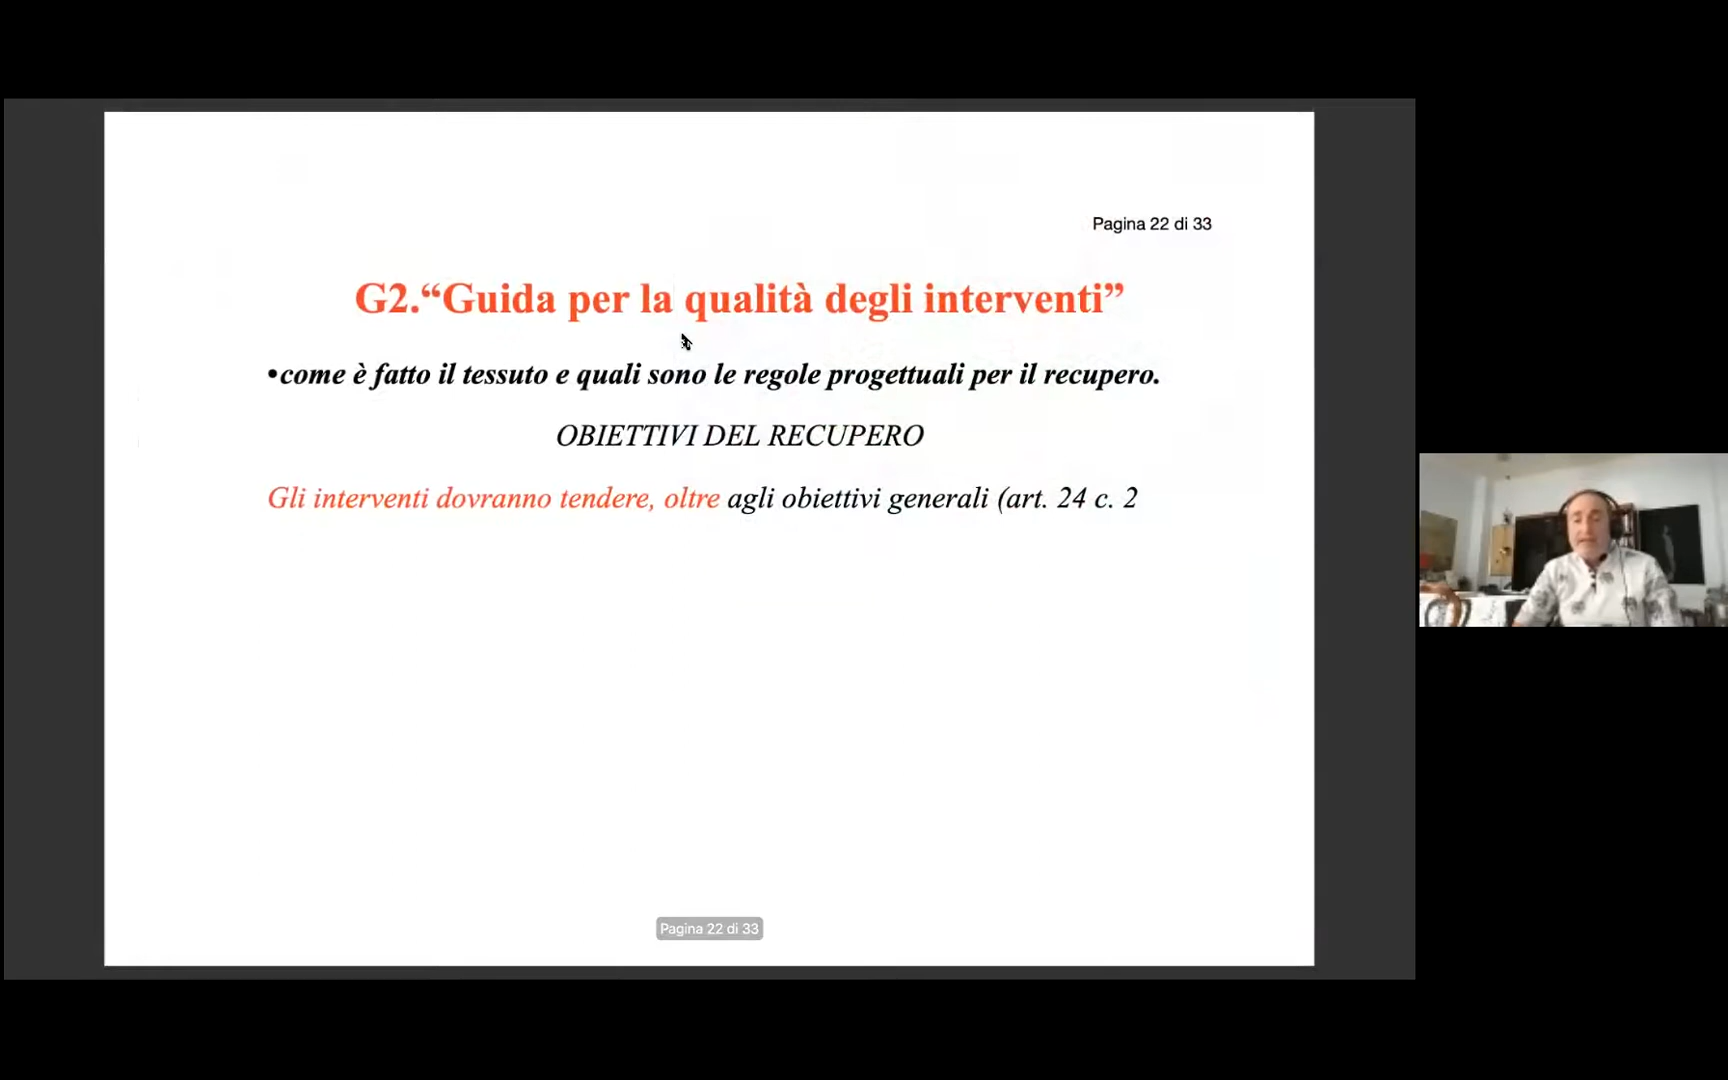 Pagina 22 di 33
G2.“Guida per la qualità degli interventi”
•come è fatto il tessuto e quali sono le regole progettuali per il recupero.
OBIETTIVI DEL RECUPERO
Gli interventi dovranno tendere, oltre agli obiettivi generali (art. 24 c. 2
Pagina 22 di 33